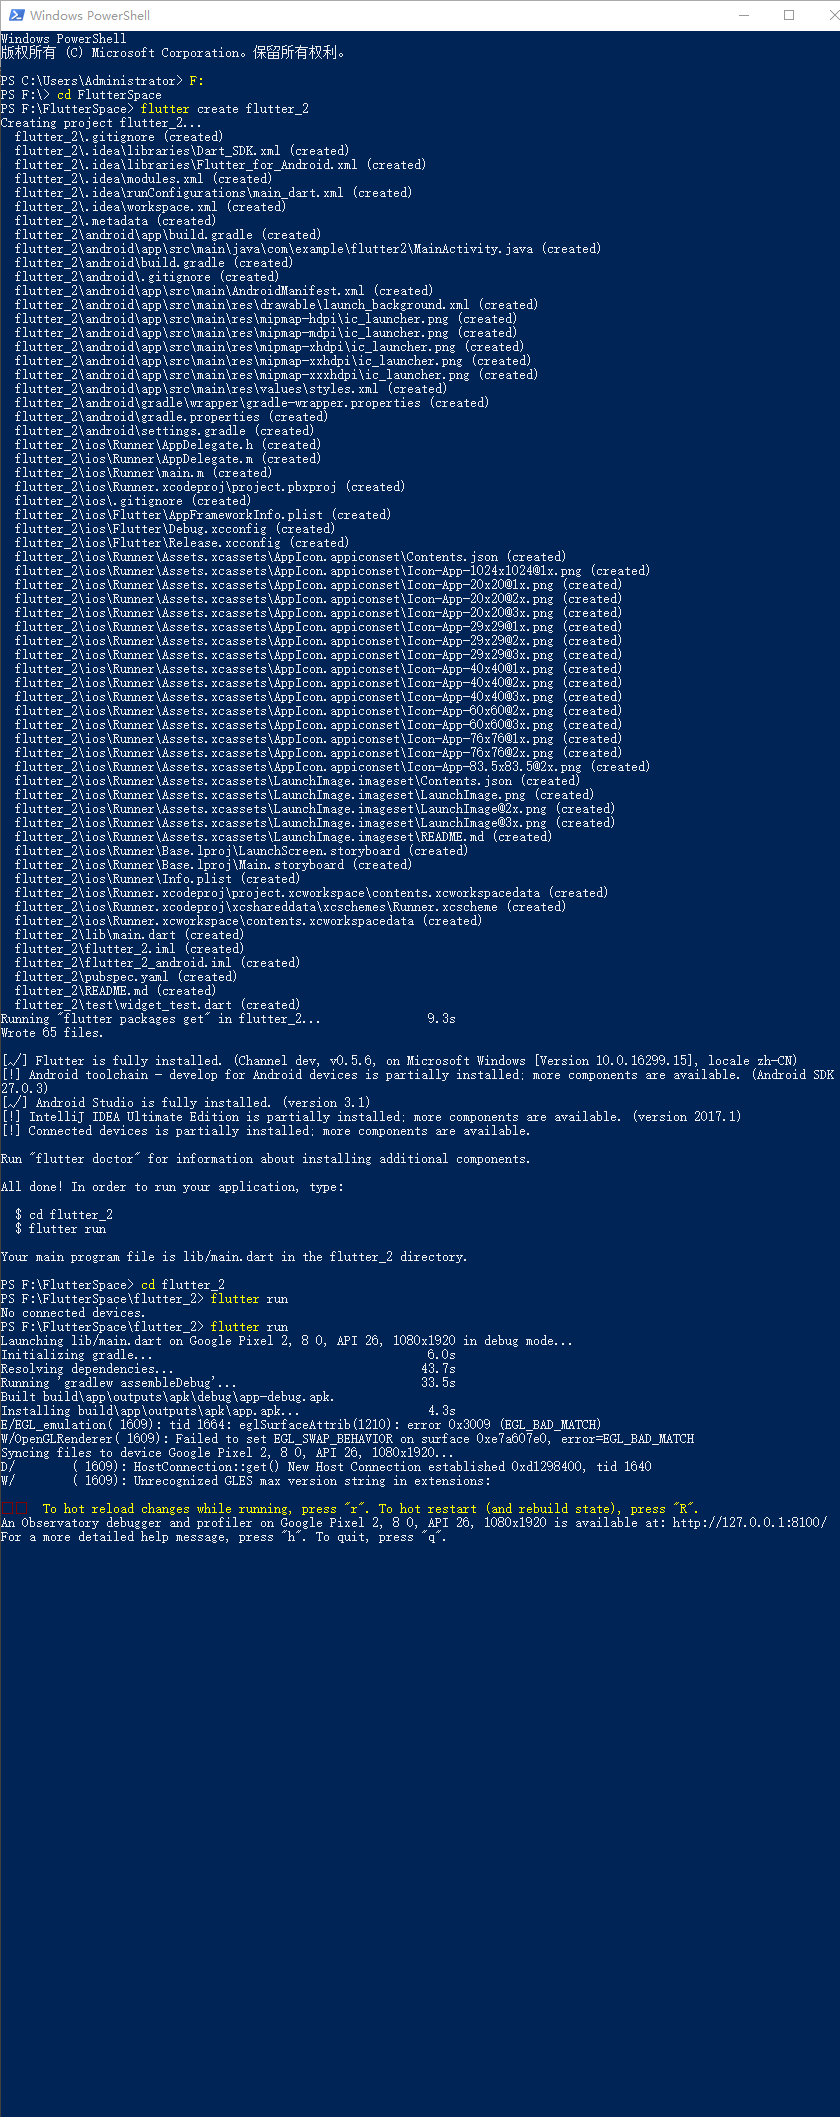 Windows PowerShell
Windows PowerShell
版权所有 (C) Microsoft Corporation。保留所有权利。
PS C:\Users\Administrator> F:
PS F:\> cd FlutterSpace
PS F:\FlutterSpace> flutter create flutter_2
Creating project flutter_2...
  flutter_2\.gitignore (created)
  flutter_2\.idea\libraries\Dart_SDK.xml (created)
  flutter_2\.idea\libraries\Flutter_for_Android.xml (created)
  flutter_2\.idea\modules.xml (created)
  flutter_2\.idea\runConfigurations\main_dart.xml (created)
  flutter_2\.idea\workspace.xml (created)
  flutter_2\.metadata (created)
  flutter_2\android\app\build.gradle (created)
  flutter_2\android\app\src\main\java\com\example\flutter2\MainActivity.java (created)
  flutter_2\android\build.gradle (created)
  flutter_2\android\.gitignore (created)
  flutter_2\android\app\src\main\AndroidManifest.xml (created)
  flutter_2\android\app\src\main\res\drawable\launch_background.xml (created)
  flutter_2\android\app\src\main\res\mipmap-hdpi\ic_launcher.png (created)
  flutter_2\android\app\src\main\res\mipmap-mdpi\ic_launcher.png (created)
  flutter_2\android\app\src\main\res\mipmap-xhdpi\ic_launcher.png (created)
  flutter_2\android\app\src\main\res\mipmap-xxhdpi\ic_launcher.png (created)
  flutter_2\android\app\src\main\res\mipmap-xxxhdpi\ic_launcher.png (created)
  flutter_2\android\app\src\main\res\values\styles.xml (created)
  flutter_2\android\gradle\wrapper\gradle-wrapper.properties (created)
  flutter_2\android\gradle.properties (created)
  flutter_2\android\settings.gradle (created)
  flutter_2\ios\Runner\AppDelegate.h (created)
  flutter_2\ios\Runner\AppDelegate.m (created)
  flutter_2\ios\Runner\main.m (created)
  flutter_2\ios\Runner.xcodeproj\project.pbxproj (created)
  flutter_2\ios\.gitignore (created)
  flutter_2\ios\Flutter\AppFrameworkInfo.plist (created)
  flutter_2\ios\Flutter\Debug.xcconfig (created)
  flutter_2\ios\Flutter\Release.xcconfig (created)
  flutter_2\ios\Runner\Assets.xcassets\AppIcon.appiconset\Contents.json (created)
  flutter_2\ios\Runner\Assets.xcassets\AppIcon.appiconset\Icon-App-1024x1024@1x.png (created)
  flutter_2\ios\Runner\Assets.xcassets\AppIcon.appiconset\Icon-App-20x20@1x.png (created)
  flutter_2\ios\Runner\Assets.xcassets\AppIcon.appiconset\Icon-App-20x20@2x.png (created)
  flutter_2\ios\Runner\Assets.xcassets\AppIcon.appiconset\Icon-App-20x20@3x.png (created)
  flutter_2\ios\Runner\Assets.xcassets\AppIcon.appiconset\Icon-App-29x29@1x.png (created)
  flutter_2\ios\Runner\Assets.xcassets\AppIcon.appiconset\Icon-App-29x29@2x.png (created)
  flutter_2\ios\Runner\Assets.xcassets\AppIcon.appiconset\Icon-App-29x29@3x.png (created)
  flutter_2\ios\Runner\Assets.xcassets\AppIcon.appiconset\Icon-App-40x40@1x.png (created)
  flutter_2\ios\Runner\Assets.xcassets\AppIcon.appiconset\Icon-App-40x40@2x.png (created)
  flutter_2\ios\Runner\Assets.xcassets\AppIcon.appiconset\Icon-App-40x40@3x.png (created)
  flutter_2\ios\Runner\Assets.xcassets\AppIcon.appiconset\Icon-App-60x60@2x.png (created)
  flutter_2\ios\Runner\Assets.xcassets\AppIcon.appiconset\Icon-App-60x60@3x.png (created)
  flutter_2\ios\Runner\Assets.xcassets\AppIcon.appiconset\Icon-App-76x76@1x.png (created)
  flutter_2\ios\Runner\Assets.xcassets\AppIcon.appiconset\Icon-App-76x76@2x.png (created)
  flutter_2\ios\Runner\Assets.xcassets\AppIcon.appiconset\Icon-App-83.5x83.5@2x.png (created)
  flutter_2\ios\Runner\Assets.xcassets\LaunchImage.imageset\Contents.json (created)
  flutter_2\ios\Runner\Assets.xcassets\LaunchImage.imageset\LaunchImage.png (created)
  flutter_2\ios\Runner\Assets.xcassets\LaunchImage.imageset\LaunchImage@2x.png (created)
  flutter_2\ios\Runner\Assets.xcassets\LaunchImage.imageset\LaunchImage@3x.png (created)
  flutter_2\ios\Runner\Assets.xcassets\LaunchImage.imageset\README.md (created)
  flutter_2\ios\Runner\Base.lproj\LaunchScreen.storyboard (created)
  flutter_2\ios\Runner\Base.lproj\Main.storyboard (created)
  flutter_2\ios\Runner\Info.plist (created)
  flutter_2\ios\Runner.xcodeproj\project.xcworkspace\contents.xcworkspacedata (created)
  flutter_2\ios\Runner.xcodeproj\xcshareddata\xcschemes\Runner.xcscheme (created)
  flutter_2\ios\Runner.xcworkspace\contents.xcworkspacedata (created)
  flutter_2\lib\main.dart (created)
  flutter_2\flutter_2.iml (created)
  flutter_2\flutter_2_android.iml (created)
  flutter_2\pubspec.yaml (created)
  flutter_2\README.md (created)
  flutter_2\test\widget_test.dart (created)
Running "flutter packages get" in flutter_2...               9.3s
Wrote 65 files.
[√] Flutter is fully installed. (Channel dev, v0.5.6, on Microsoft Windows [Version 10.0.16299.15], locale zh-CN)
[!] Android toolchain - develop for Android devices is partially installed; more components are available. (Android SDK
27.0.3)
[√] Android Studio is fully installed. (version 3.1)
[!] IntelliJ IDEA Ultimate Edition is partially installed; more components are available. (version 2017.1)
[!] Connected devices is partially installed; more components are available.
Run "flutter doctor" for information about installing additional components.
All done! In order to run your application, type:
  $ cd flutter_2
  $ flutter run
Your main program file is lib/main.dart in the flutter_2 directory.
PS F:\FlutterSpace> cd flutter_2
PS F:\FlutterSpace\flutter_2> flutter run
No connected devices.
PS F:\FlutterSpace\flutter_2> flutter run
Launching lib/main.dart on Google Pixel 2, 8 0, API 26, 1080x1920 in debug mode...
Initializing gradle...                                       6.0s
Resolving dependencies...                                   43.7s
Running 'gradlew assembleDebug'...                          33.5s
Built build\app\outputs\apk\debug\app-debug.apk.
Installing build\app\outputs\apk\app.apk...                  4.3s
E/EGL_emulation( 1609): tid 1664: eglSurfaceAttrib(1210): error 0x3009 (EGL_BAD_MATCH)
W/OpenGLRenderer( 1609): Failed to set EGL_SWAP_BEHAVIOR on surface 0xe7a607e0, error=EGL_BAD_MATCH
Syncing files to device Google Pixel 2, 8 0, API 26, 1080x1920...
D/        ( 1609): HostConnection::get() New Host Connection established 0xd1298400, tid 1640
W/        ( 1609): Unrecognized GLES max version string in extensions:
To hot reload changes while running, press "r". To hot restart (and rebuild state), press "R".
An Observatory debugger and profiler on Google Pixel 2, 8 0, API 26, 1080x1920 is available at: http://127.0.0.1:8100/
For a more detailed help message, press "h". To quit, press "q".